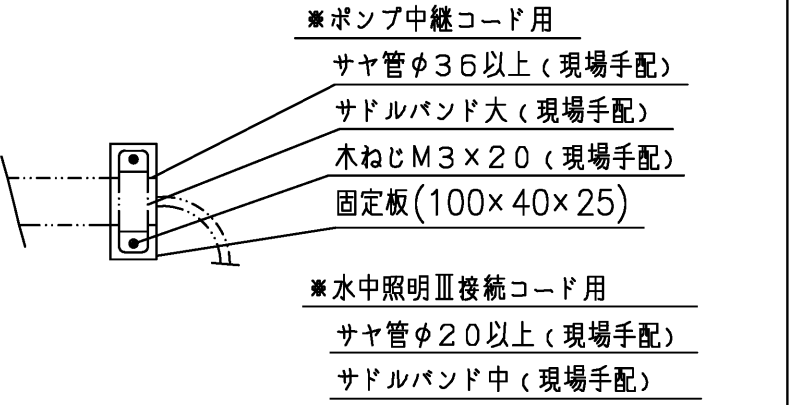 ※ポンプ中継コード用
サヤ管φ36以上(現場手配)
サドルバンド大(現場手配)
木ねじM3×20(現場手配)
固定板(100×40×25)
※水中照明Ⅲ接続コード用
サヤ管φ20以上(現場手配)
サドルバンド中(現場手配)